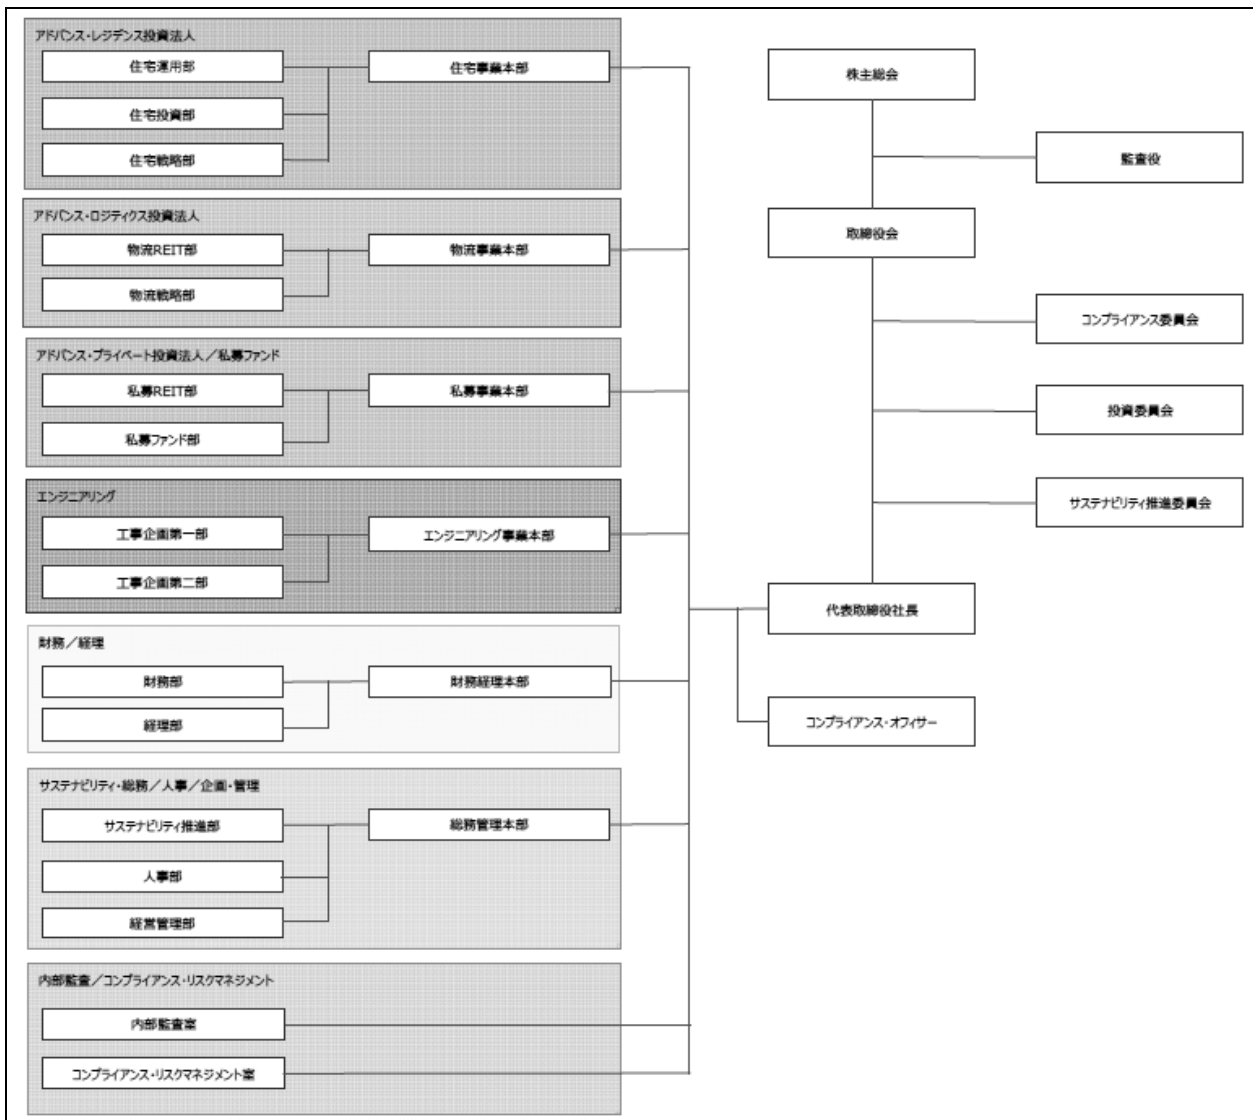 アドバンス・レジデンス投資法人
住宅運用部
住宅事業本部
住宅投資部
住宅戦略部
アドバンス・ロジスティクス投資法人
物流REIT部
物流事業本部
物流戦略部
アドバンス・プライベート投資法人／私募ファンド
私募REIT部
私募事業本部
私募ファンド部
エンジニアリング
工事企画第一部
エンジニアリング事業本部
工事企画第二部
財務／経理
財務部
財務経理本部
経理部
サステナビリティ・総務／人事／企画・管理
サステナビリティ推進部
総務管理本部
人事部
経営管理部
内部監査／コンプライアンス・リスクマネジメント
内部監査室
コンプライアンス・リスクマネジメント室
株主総会
監査役
取締役会
コンプライアンス委員会
投資委員会
サステナビリティ推進委員会
代表取締役社長
コンプライアンス・オフィサー